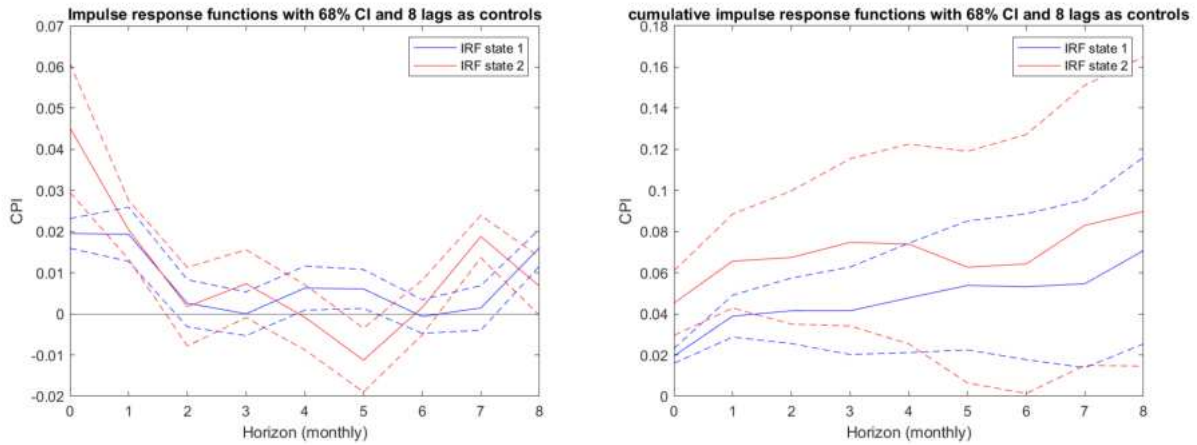 Impulse response functions with 68% CI and 8 lags as controls
0.07
0.06
0.05
0.04
0.03
0.02
0.01
0
-0.01
-0.02
CPI
IRF state 1
IRF state 2
0 1 2 3 4 5 6 7 8
Horizon (monthly)
cumulative impulse response functions with 68% CI and 8 lags as controls
0.18
0.16
0.14
0.12
0.1
0.08
0.06
0.04
0.02
0
CPI
IRF state 1
IRF state 2
0 1 2 3 4 5 6 7 8
Horizon (monthly)